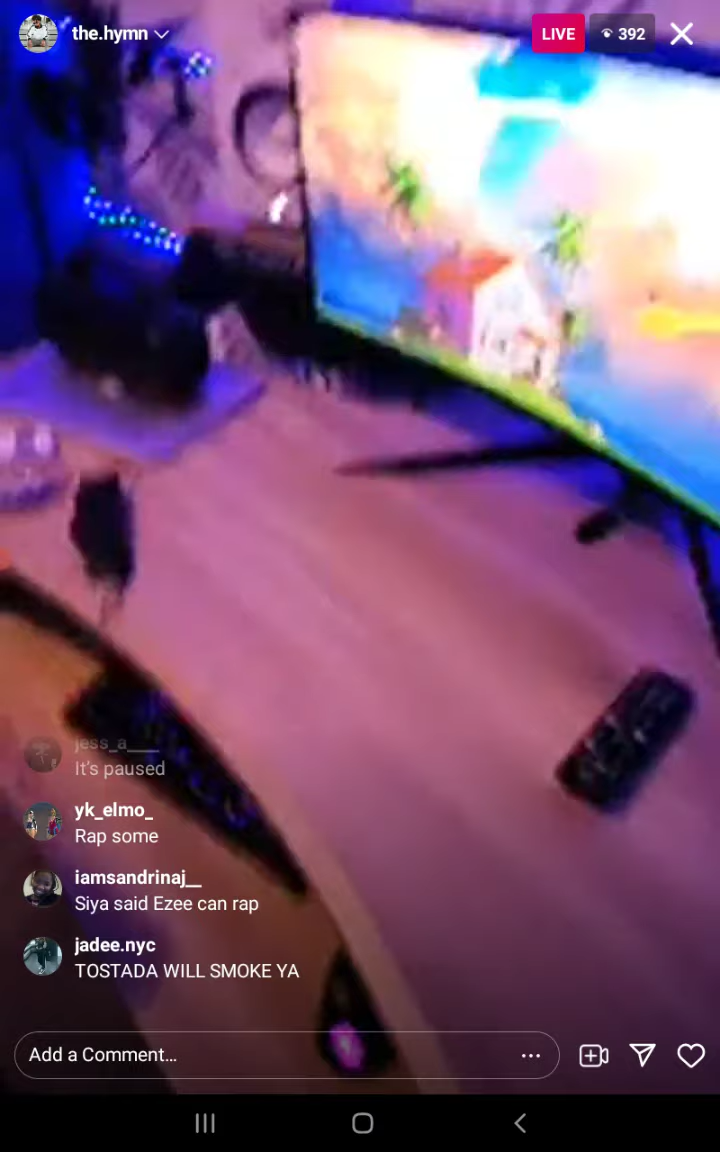 the.hymn
LIVE
392
jess_a____
It's paused
yk_elmo_
Rap some
iamsandrinaj__
Siya said Ezee can rap
jadee.nyc
TOSTADA WILL SMOKE YA
Add a Comment...